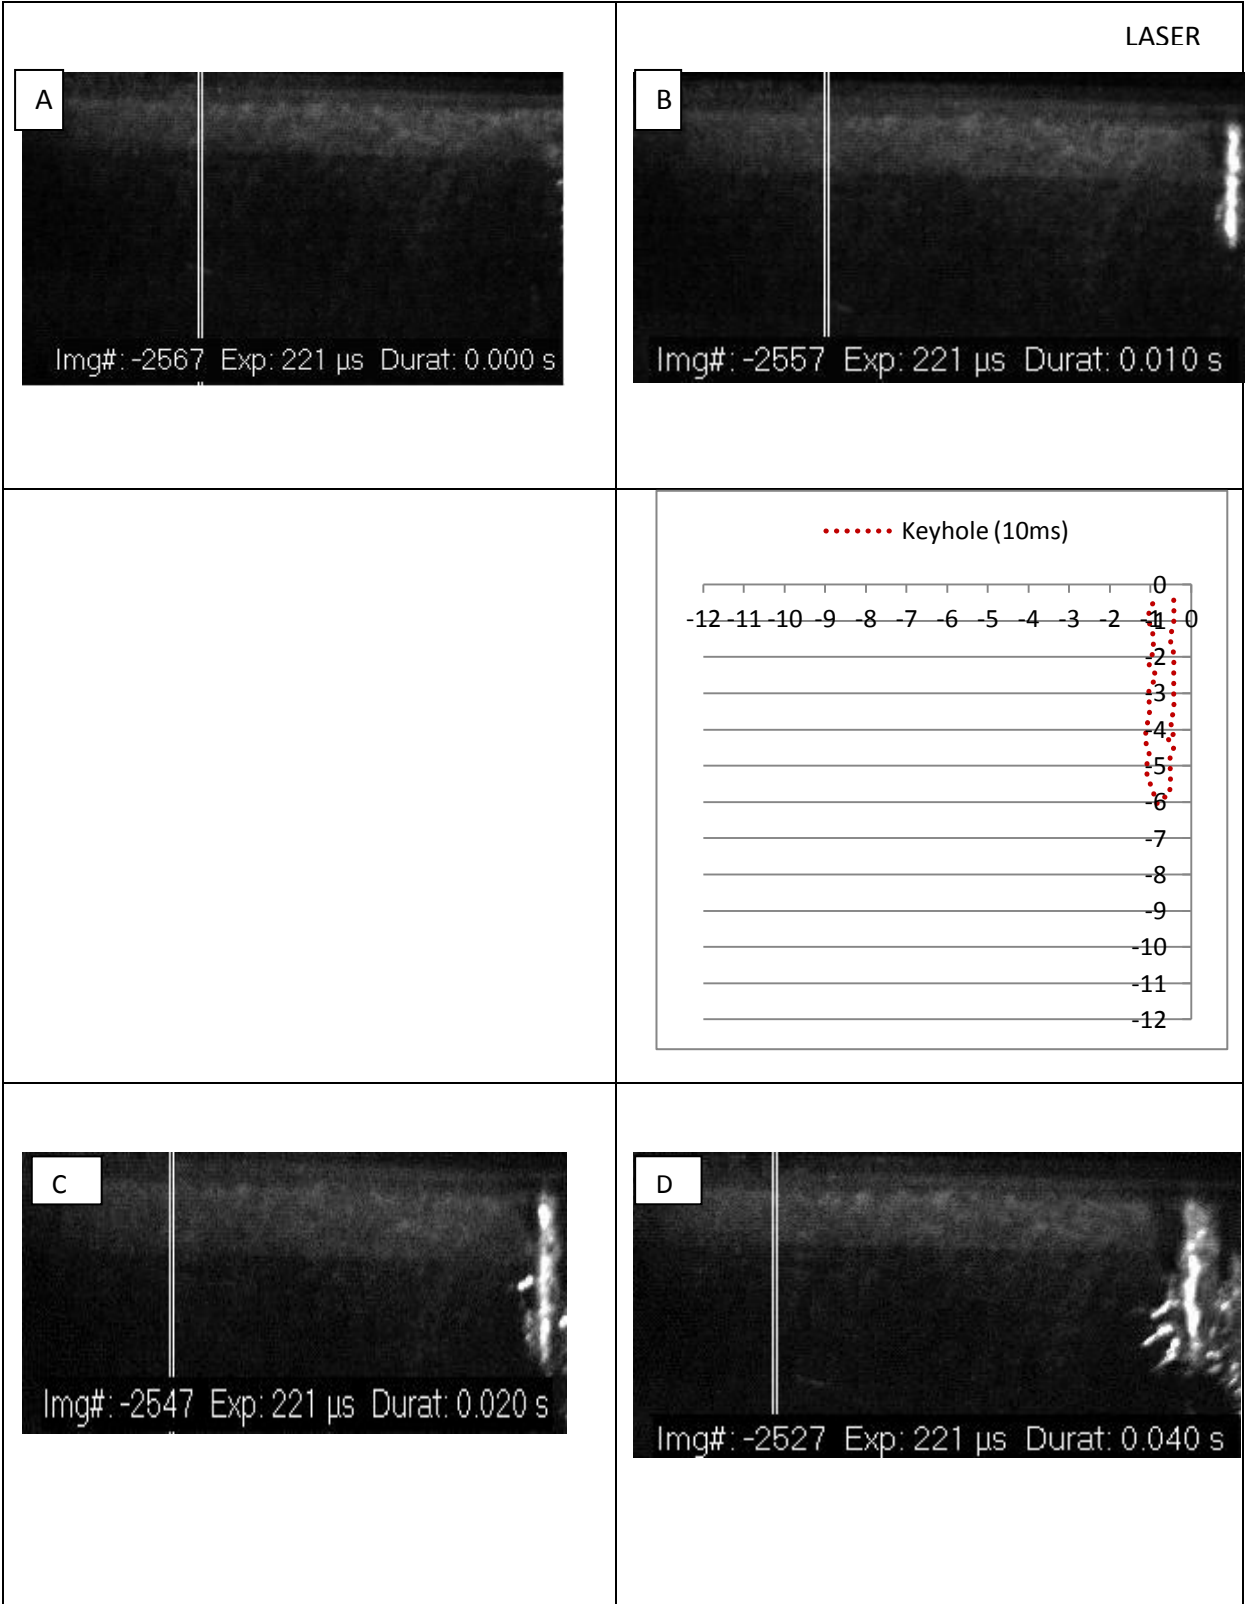 LASER
A
Img#: -2567 Exp: 221 µs Durat: 0.000 s
B
Img#: -2557 Exp: 221 µs Durat: 0.010 s
Keyhole (10ms)
0
-12 -11 -10 -9 -8 -7 -6 -5 -4 -3 -2 -1 0
-1
-2
-3
-4
-5
-6
-7
-8
-9
-10
-11
-12
C
Img#: -2547 Exp: 221 µs Durat: 0.020 s
D
Img#: -2527 Exp: 221 µs Durat: 0.040 s